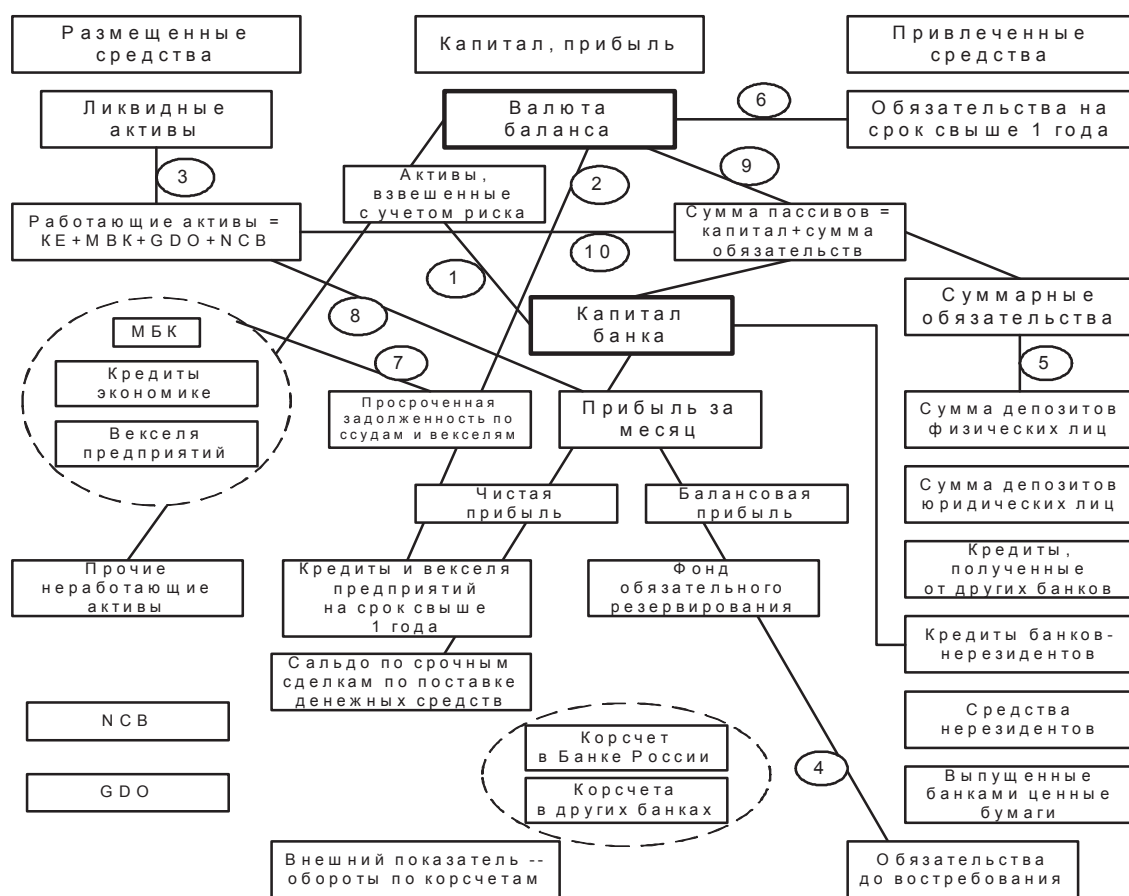 Размещенные
средства
Капитал, прибыль
Привлеченные
средства
Ликвидные
активы
Валюта
баланса
6
Обязательства на
срок свыше 1 года
3
Активы,
взвешенные
с учетом риска
2
9
Работающие активы =
КЕ+МВК+GDO+NCB
Сумма пассивов =
капитал+сумма
обязательств
10
1
Суммарные
обязательства
8
Капитал
банка
МБК
7
5
Кредиты
экономике
Просроченная
задолженность по
ссудам и векселям
Прибыль за
месяц
Сумма депозитов
физических лиц
Векселя
предприятий
Чистая
прибыль
Балансовая
прибыль
Сумма депозитов
юридических лиц
Прочие
неработающие
активы
Кредиты и векселя
предприятий
на срок свыше
1 года
Фонд
обязательного
резервирования
Кредиты,
полученные
от других банков
Кредиты банков-
нерезидентов
Сальдо по срочным
сделкам по поставке
денежных средств
NCB
Средства
нерезидентов
Корсчет
в Банке России
4
GDO
Корсчета
в других банках
Выпущенные
банками ценные
бумаги
Внешний показатель --
обороты по корсчетам
Обязательства
до востребования